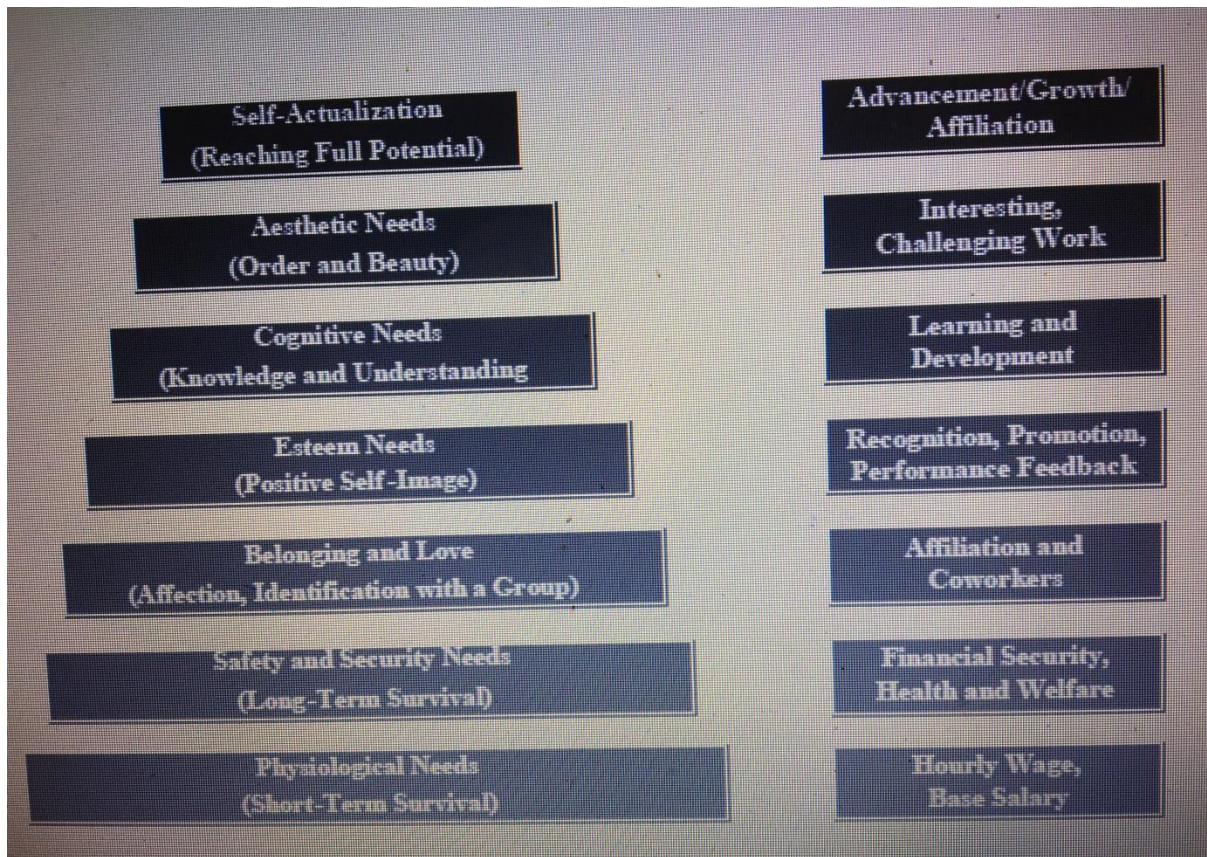 Self-Actualization
(Reaching Full Potential)
Advancement/Growth/
Affiliation
Aesthetic Needs
(Order and Beauty)
Interesting,
Challenging Work
Cognitive Needs
(Knowledge and Understanding
Learning and
Development
Esteem Needs
(Positive Self-Image)
Recognition, Promotion,
Performance Feedback
Belonging and Love
(Affection, Identification with a Group)
Affiliation and
Coworkers
Safety and Security Needs
(Long-Term Survival)
Financial Security,
Health and Welfare
Physiological Needs
(Short-Term Survival)
Hourly Wage,
Base Salary